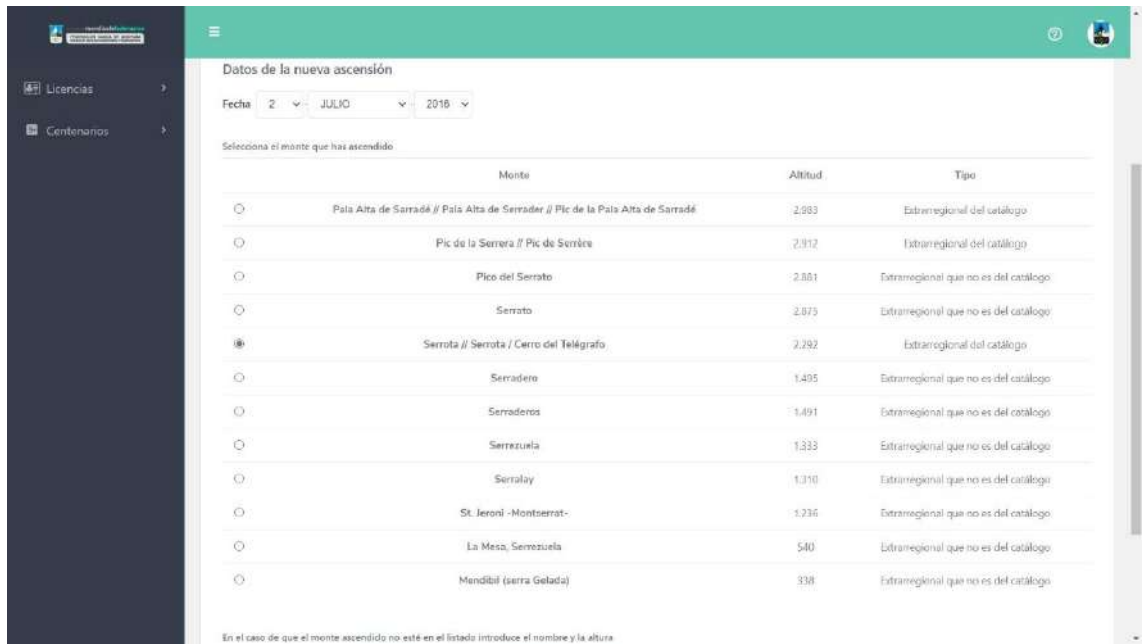 Licencias
Centenarios
Datos de la nueva ascensión
Fecha 2 - JULIO - 2016
Selecciona el monte que has ascendido
Monte Altitud Tipo
Pala Alta de Sarradé // Pala Alta de Serrader // Pic de la Pala Alta de Sarradé 2.983 Extrarregional del catálogo
Pic de la Serrera // Pic de Serrère 2.912 Extrarregional del catálogo
Pico del Serrato 2.881 Extrarregional que no es del catálogo
Serrato 2.875 Extrarregional que no es del catálogo
Serrota // Serrota / Cerro del Telégrafo 2.292 Extrarregional del catálogo
Serradero 1.495 Extrarregional que no es del catálogo
Serraderos 1.491 Extrarregional que no es del catálogo
Serrezuela 1.333 Extrarregional que no es del catálogo
Serralay 1.310 Extrarregional que no es del catálogo
St. Jeroni -Montserrat- 1.236 Extrarregional que no es del catálogo
La Mesa, Serrezuela 540 Extrarregional que no es del catálogo
Mendibil (serra Gelada) 338 Extrarregional que no es del catálogo
En el caso de que el monte ascendido no esté en el listado introduce el nombre y la altura